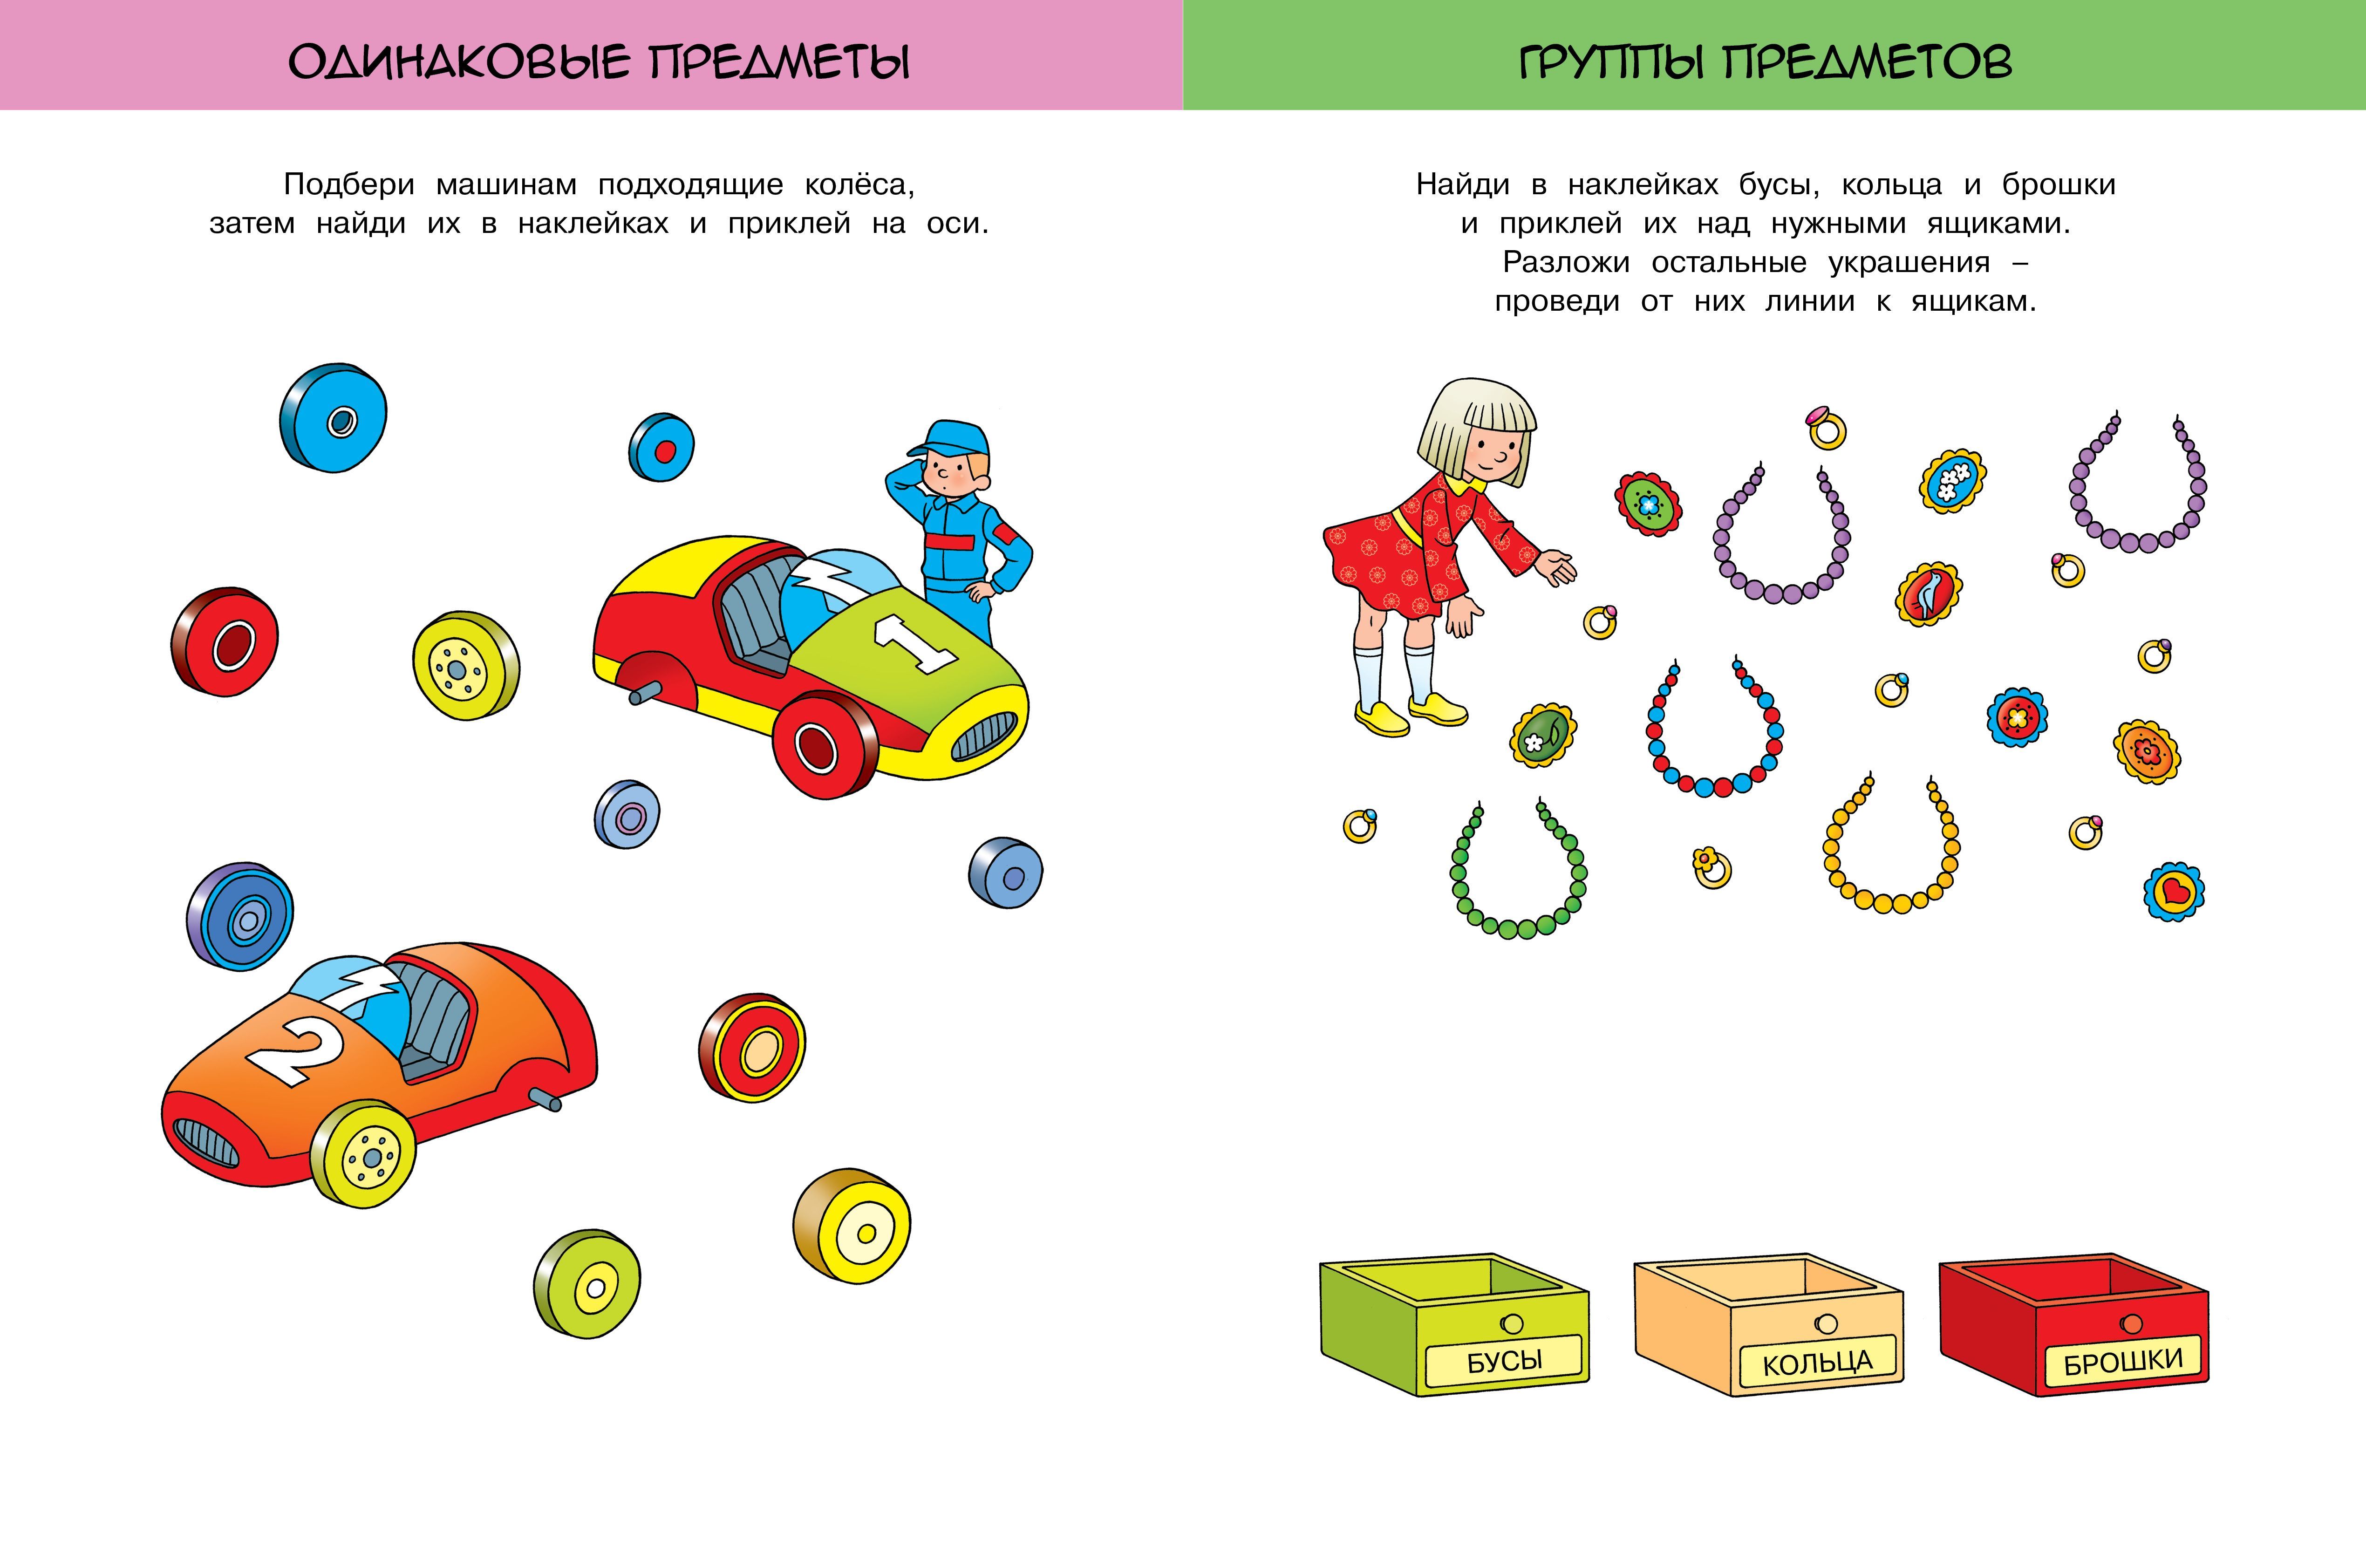 ОДИНАКОВЫЕ ПРЕДМЕТЫ
Подбери машинам подходящие колёса,
затем найди их в наклейках и приклей на оси.
1
2
ГРУППЫ ПРЕДМЕТОВ
Найди в наклейках бусы, кольца и брошки
и приклей их над нужными ящиками.
Разложи остальные украшения –
проведи от них линии к ящикам.
БУСЫ
КОЛЬЦА
БРОШКИ